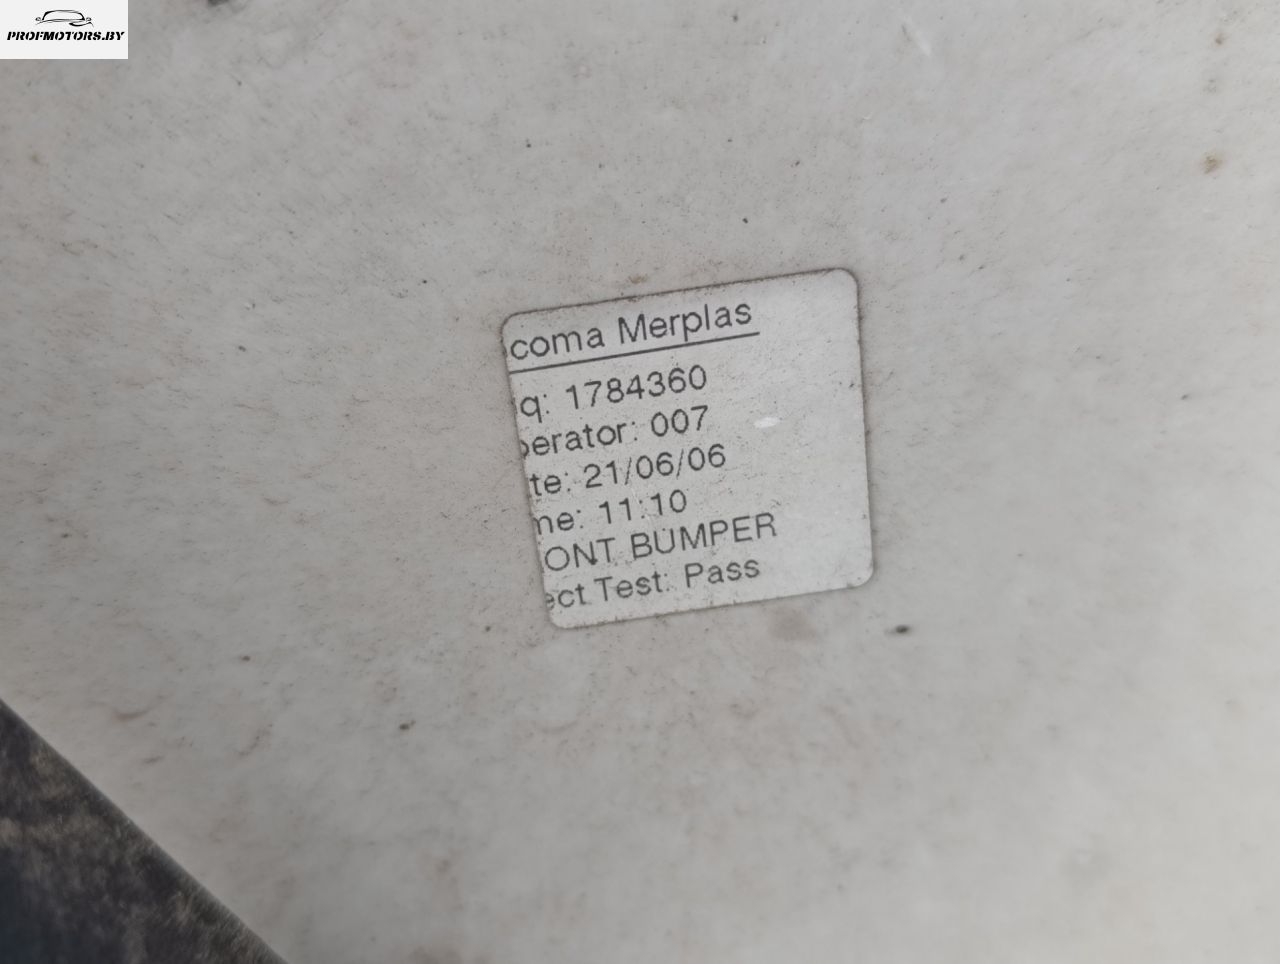 PROFMOTORS.BY
coma Merplas
q: 1784360
perator: 007
te: 21/06/06
me: 11:10
ONT BUMPER
ect Test: Pass